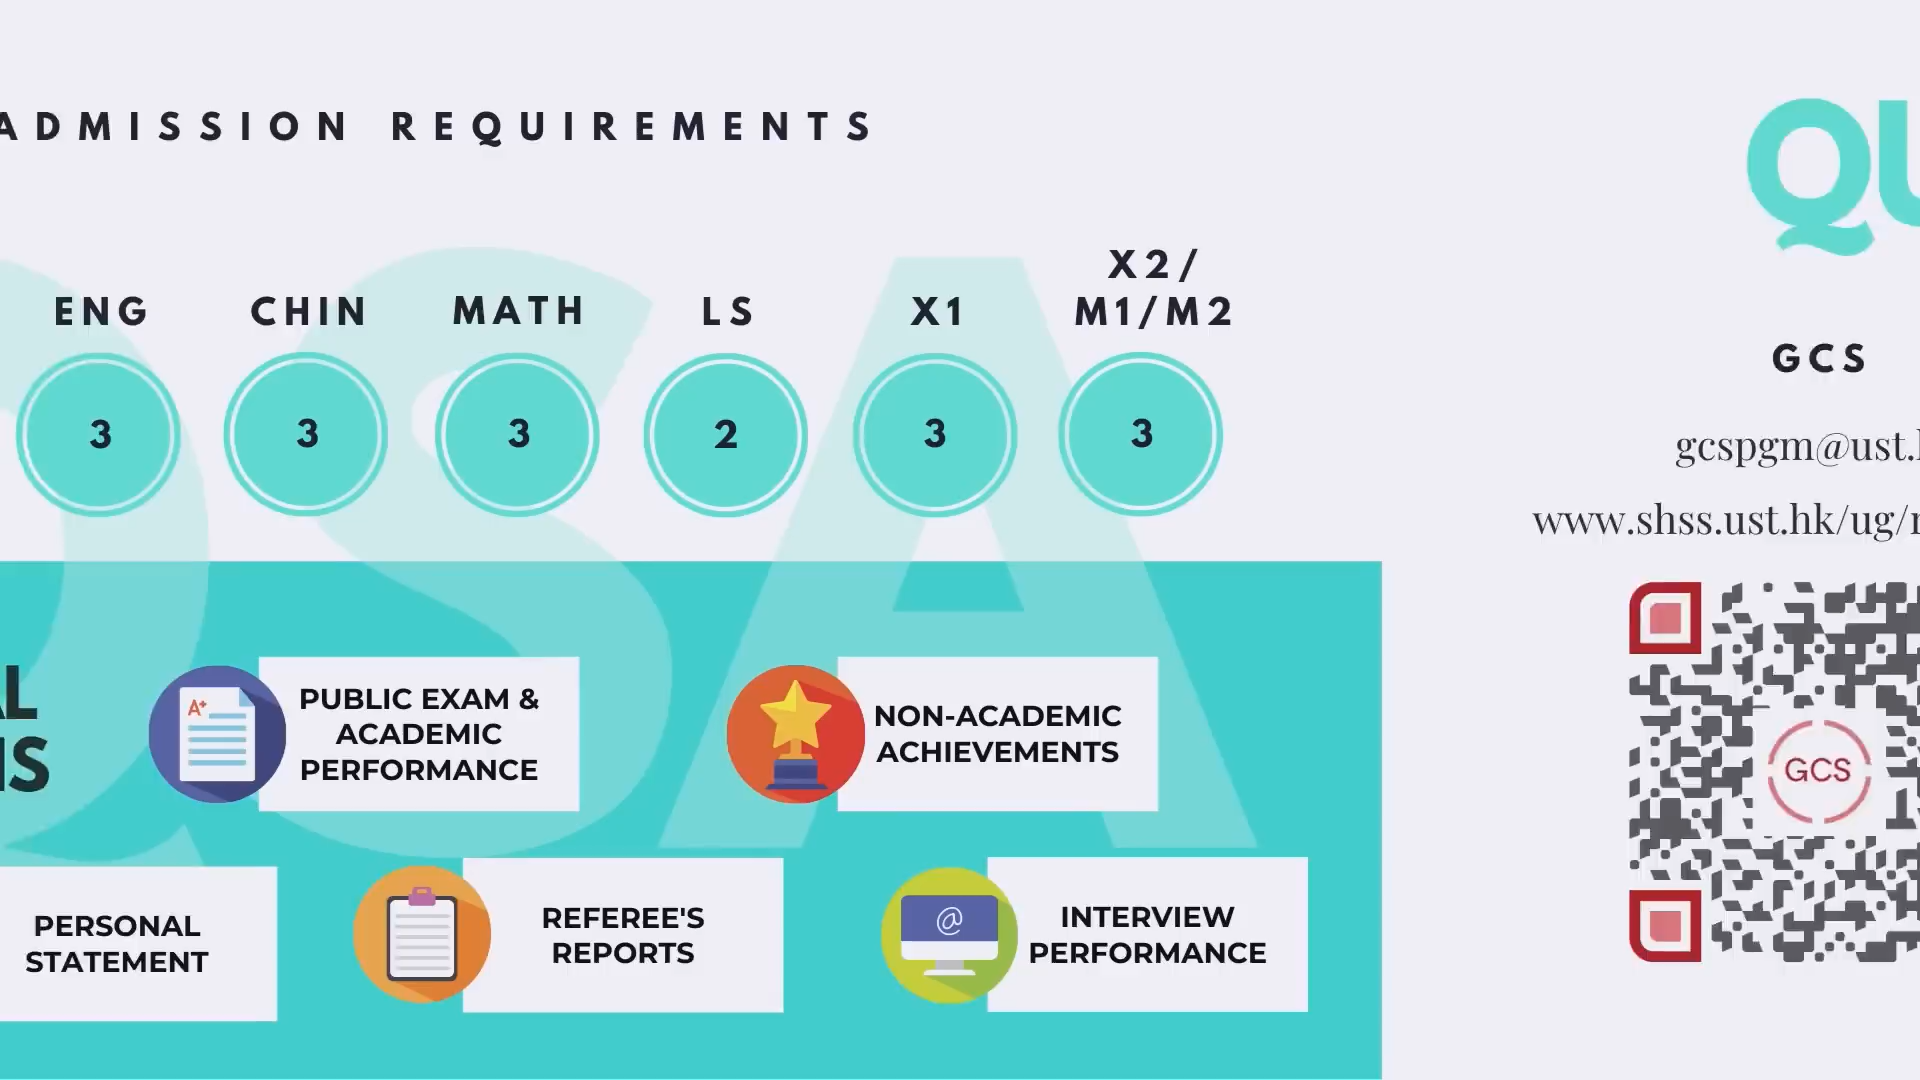 ADMISSION REQUIREMENTS
ENG
CHIN
MATH
LS
X1
X2/
M1/M2
3
3
3
2
3
3
PUBLIC EXAM &
ACADEMIC
PERFORMANCE
A+
NON-ACADEMIC
ACHIEVEMENTS
PERSONAL
STATEMENT
REFEREE'S
REPORTS
@
INTERVIEW
PERFORMANCE
QU
GCS
gcspgm@ust.
www.shss.ust.hk/ug/
GCS
SA